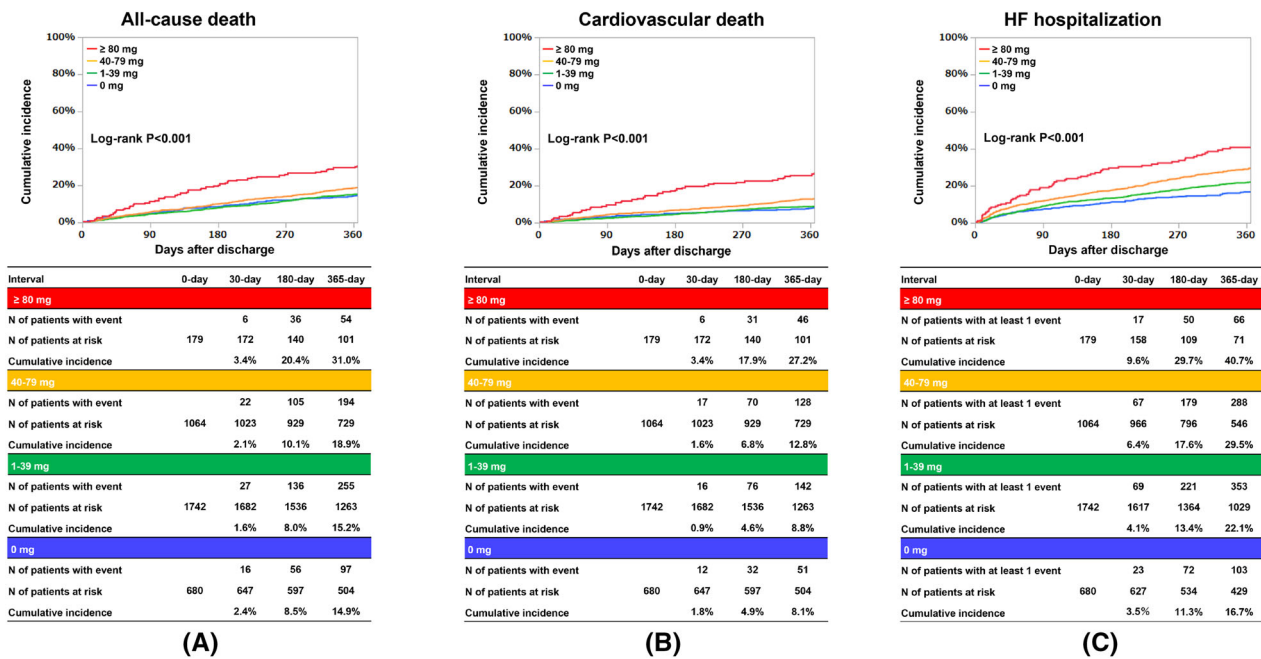 All-cause death
100%
80%
60%
40%
20%
0%
Cumulative incidence
≥ 80 mg
40-79 mg
1-39 mg
0 mg
Log-rank P<0.001
0 90 180 270 360
Days after discharge
Interval 0-day 30-day 180-day 365-day
≥ 80 mg
N of patients with event 6 36 54
N of patients at risk 179 172 140 101
Cumulative incidence 3.4% 20.4% 31.0%
40-79 mg
N of patients with event 22 105 194
N of patients at risk 1064 1023 929 729
Cumulative incidence 2.1% 10.1% 18.9%
1-39 mg
N of patients with event 27 136 255
N of patients at risk 1742 1682 1536 1263
Cumulative incidence 1.6% 8.0% 15.2%
0 mg
N of patients with event 16 56 97
N of patients at risk 680 647 597 504
Cumulative incidence 2.4% 8.5% 14.9%
(A)
Cardiovascular death
100%
80%
60%
40%
20%
0%
Cumulative incidence
≥ 80 mg
40-79 mg
1-39 mg
0 mg
Log-rank P<0.001
0 90 180 270 360
Days after discharge
Interval 0-day 30-day 180-day 365-day
≥ 80 mg
N of patients with event 6 31 46
N of patients at risk 179 172 140 101
Cumulative incidence 3.4% 17.9% 27.2%
40-79 mg
N of patients with event 17 70 128
N of patients at risk 1064 1023 929 729
Cumulative incidence 1.6% 6.8% 12.8%
1-39 mg
N of patients with event 16 76 142
N of patients at risk 1742 1682 1536 1263
Cumulative incidence 0.9% 4.6% 8.8%
0 mg
N of patients with event 12 32 51
N of patients at risk 680 647 597 504
Cumulative incidence 1.8% 4.9% 8.1%
(B)
HF hospitalization
100%
80%
60%
40%
20%
0%
Cumulative incidence
≥ 80 mg
40-79 mg
1-39 mg
0 mg
Log-rank P<0.001
0 90 180 270 360
Days after discharge
Interval 0-day 30-day 180-day 365-day
≥ 80 mg
N of patients with at least 1 event 17 50 66
N of patients at risk 179 158 109 71
Cumulative incidence 9.6% 29.7% 40.7%
40-79 mg
N of patients with at least 1 event 67 179 288
N of patients at risk 1064 966 796 546
Cumulative incidence 6.4% 17.6% 29.5%
1-39 mg
N of patients with at least 1 event 69 221 353
N of patients at risk 1742 1617 1364 1029
Cumulative incidence 4.1% 13.4% 22.1%
0 mg
N of patients with at least 1 event 23 72 103
N of patients at risk 680 627 534 429
Cumulative incidence 3.5% 11.3% 16.7%
(C)